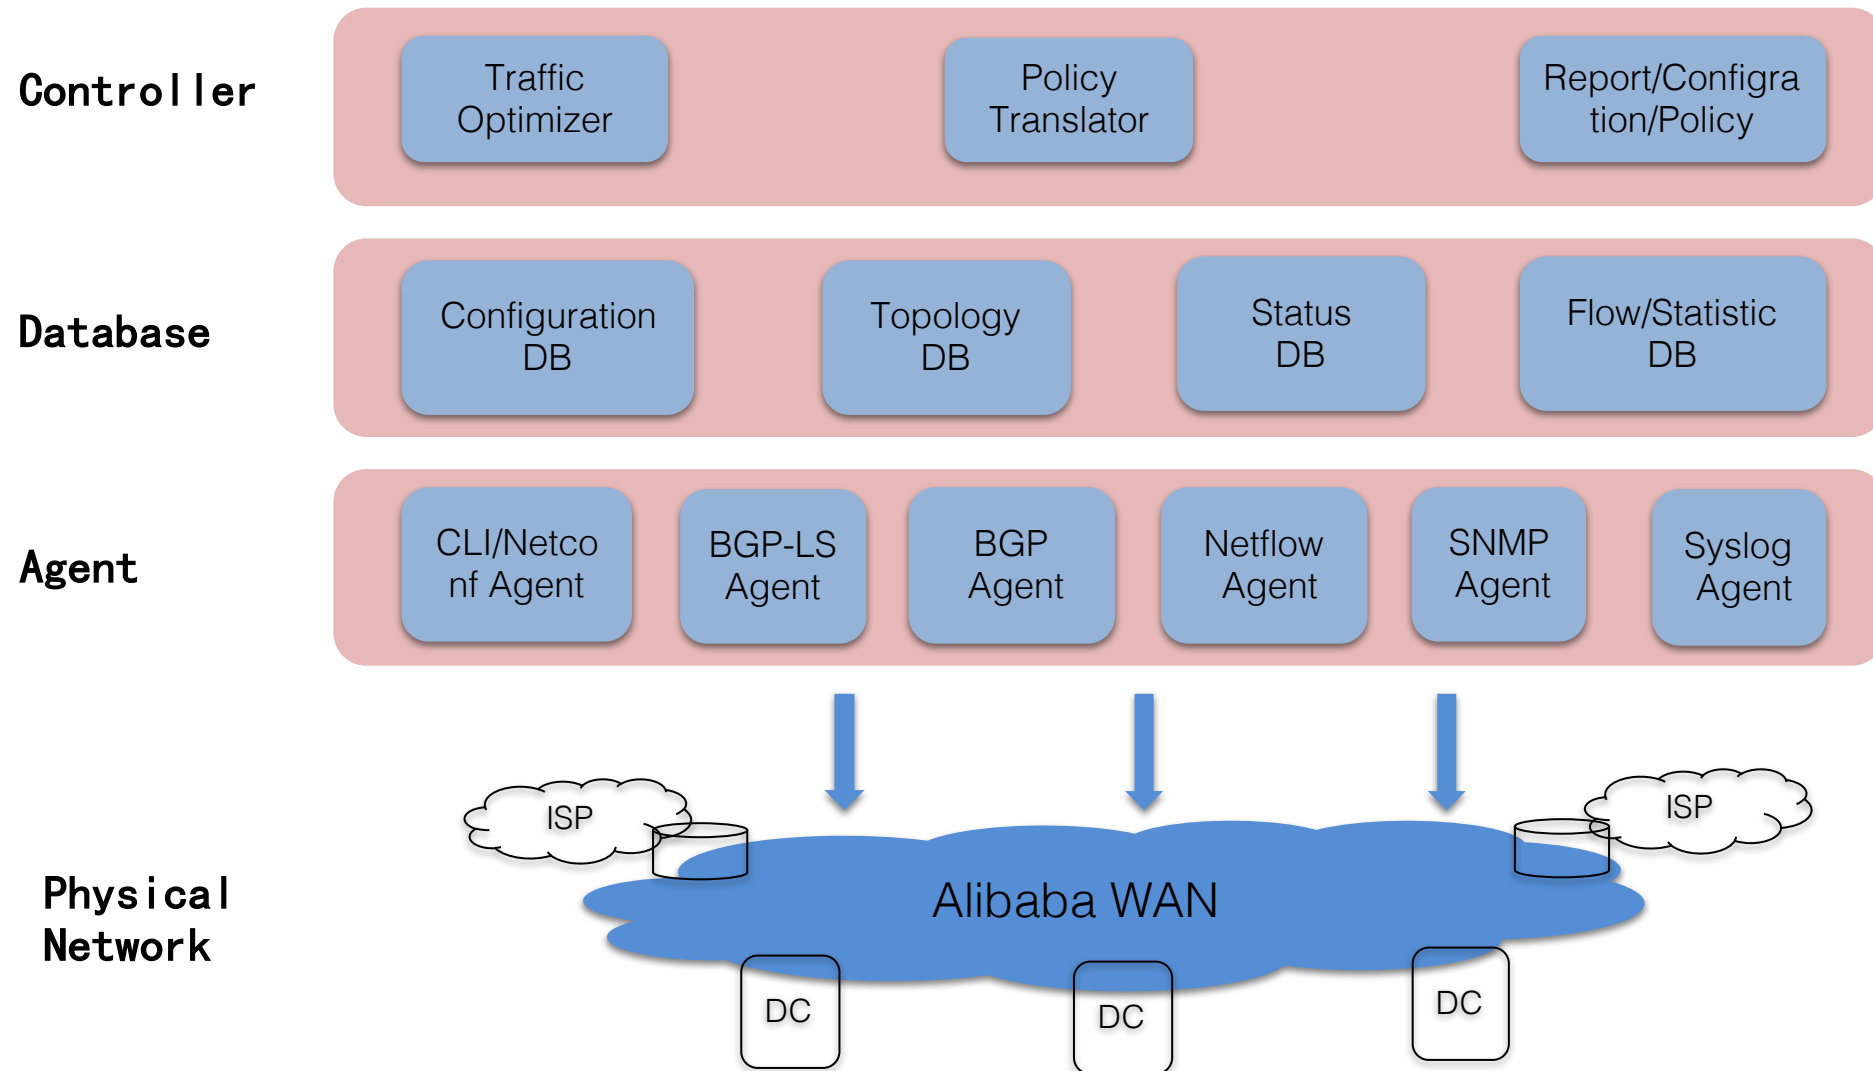 Controller
Traffic
Optimizer
Policy
Translator
Report/Configra
tion/Policy
Database
Configuration
DB
Topology
DB
Status
DB
Flow/Statistic
DB
Agent
CLI/Netco
nf Agent
BGP-LS
Agent
BGP
Agent
Netflow
Agent
SNMP
Agent
Syslog
Agent
ISP
ISP
Physical
Network
Alibaba WAN
DC
DC
DC